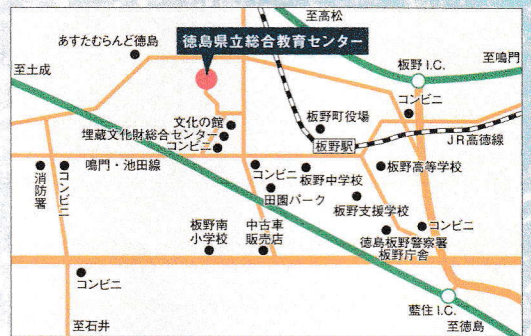 至高松
徳島県立総合教育センター
あすたむらんど徳島
至鳴門
板野 I.C.
至土成
コンビニ
文化の館
板野町役場
埋蔵文化財総合センター
コンビニ
板野駅
JR高徳線
鳴門・池田線
消防署
コンビニ
コンビニ
板野中学校
板野高等学校
田園パーク
板野支援学校
板野南
小学校
中古車
販売店
コンビニ
徳島板野警察署
板野庁舎
コンビニ
藍住 I.C.
至石井
至徳島